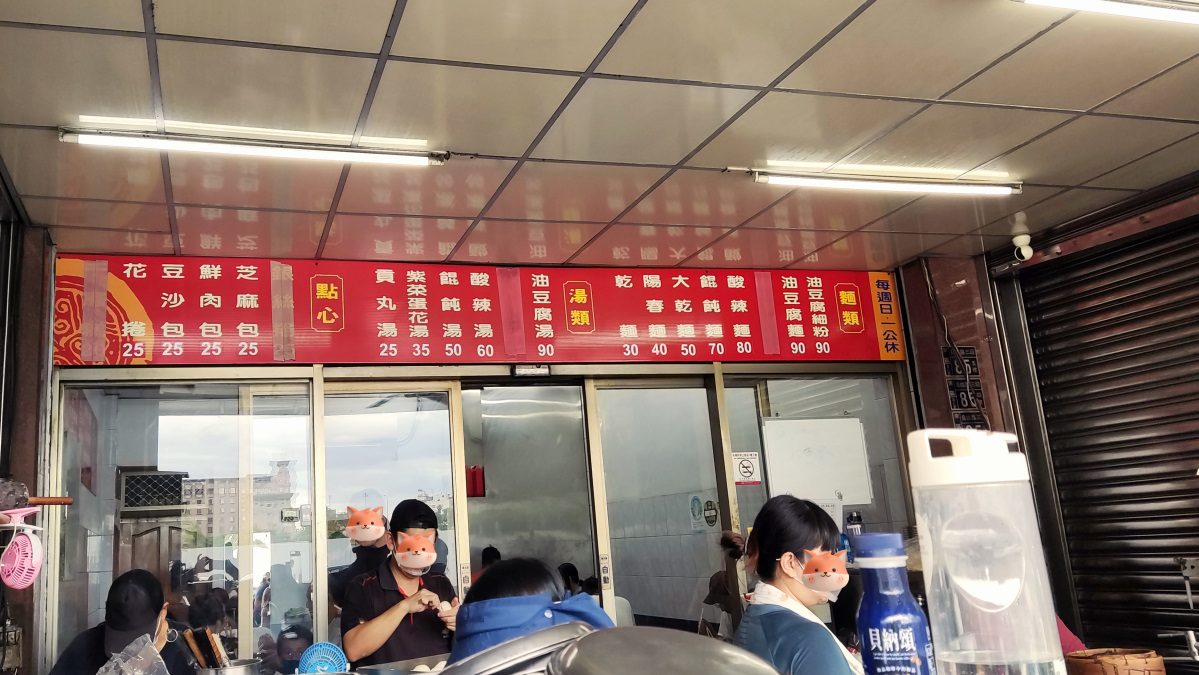 每週日．一公休
麵類
油豆腐細粉 90
油豆腐麵 90
酸辣麵 80
餛飩麵 70
大乾麵 50
陽春麵 40
乾麵 30
湯類
油豆腐湯 90
酸辣湯 60
餛飩湯 50
紫菜蛋花湯 35
貢丸湯 25
點心
芝麻包 25
鮮肉包 25
豆沙包 25
花捲 25
自動
貝納頌